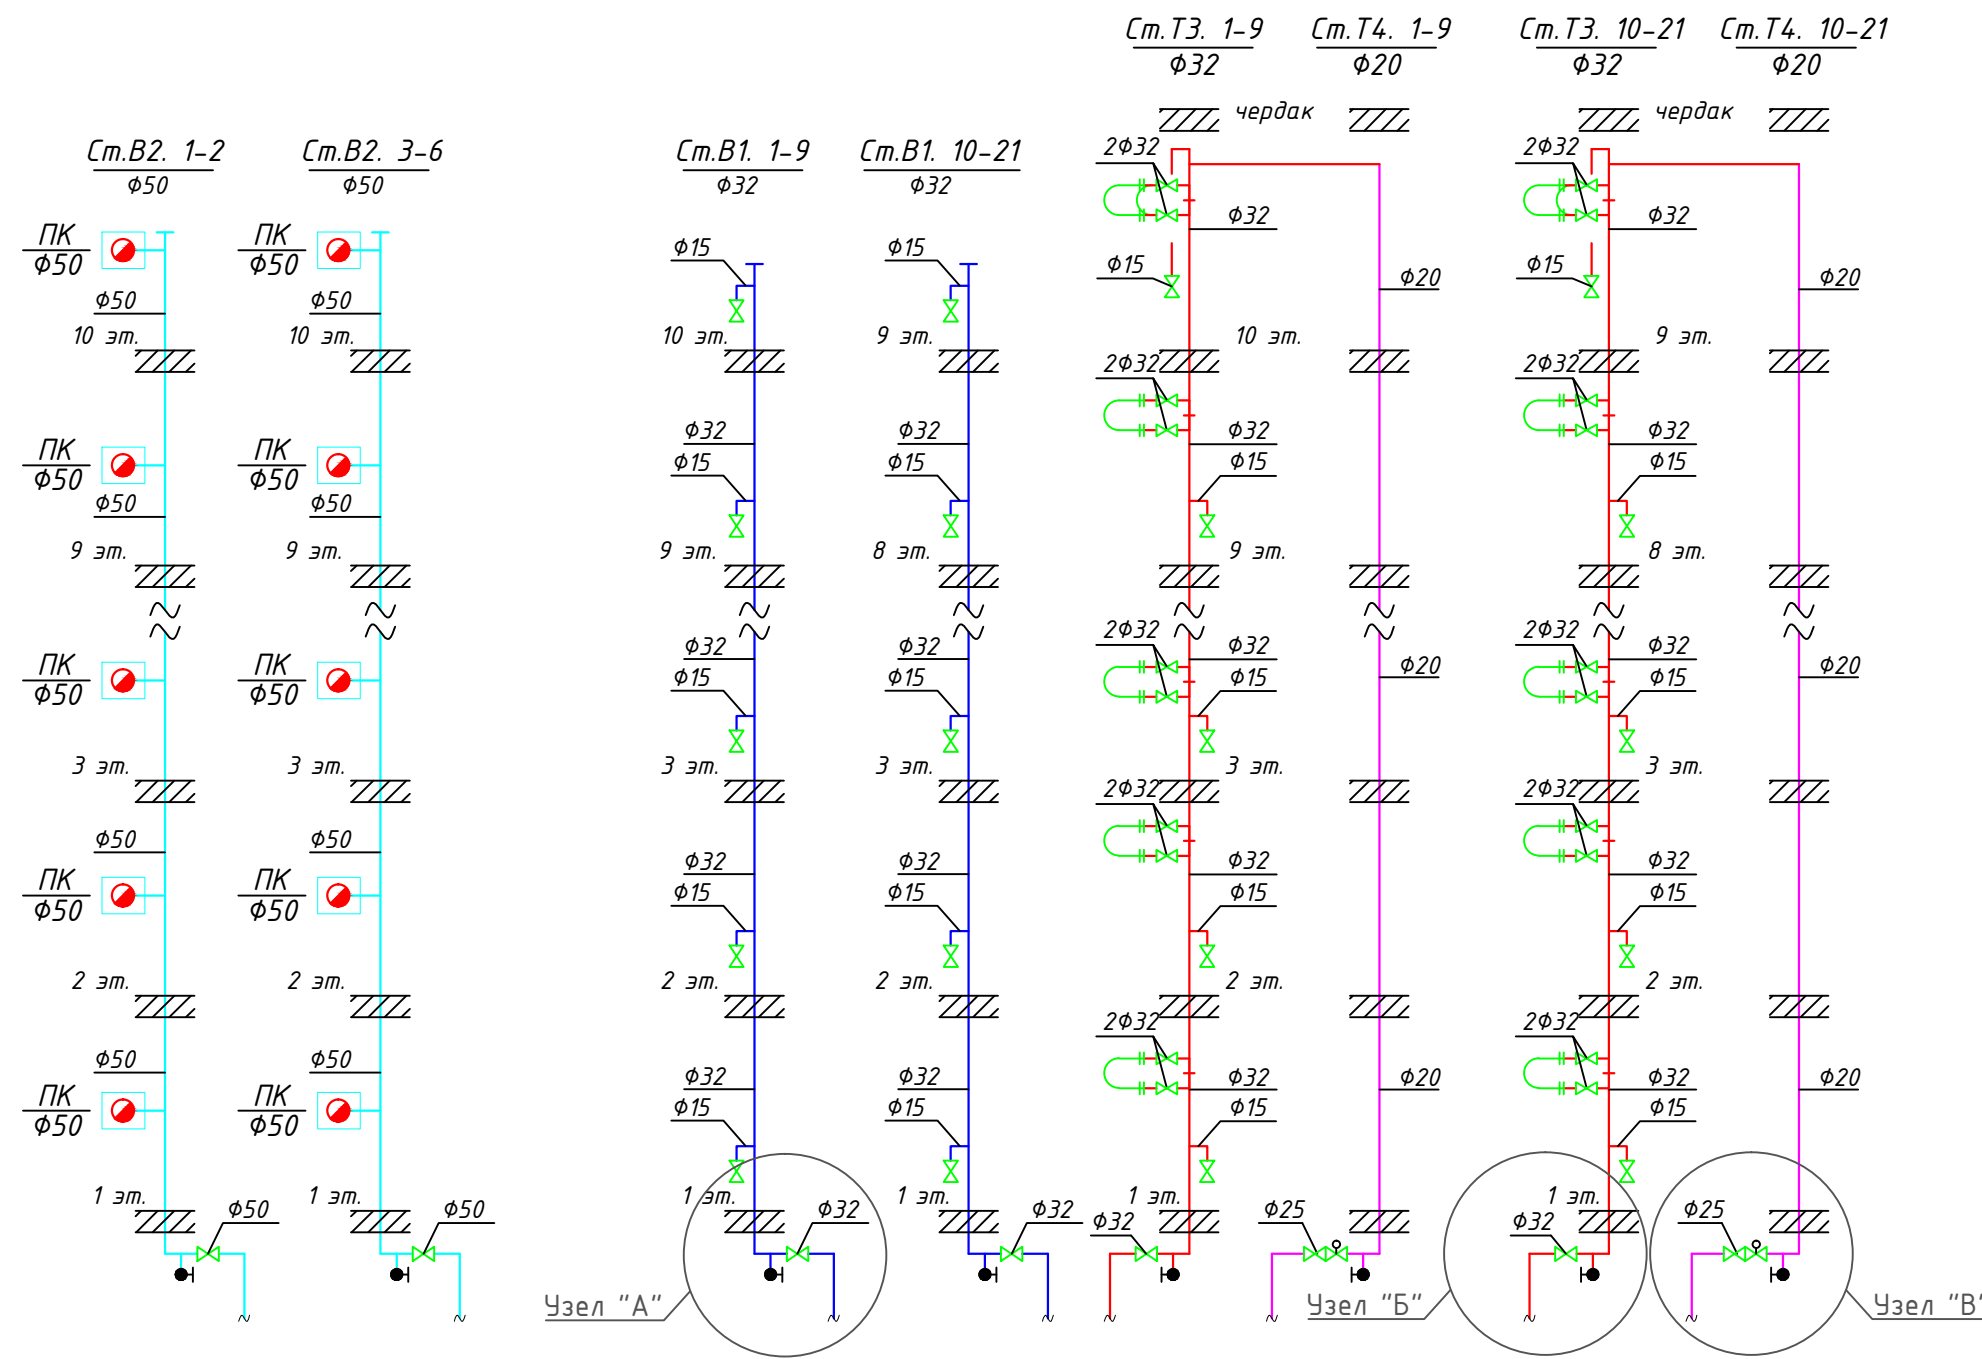 Ст.Т3. 1-9
Ф32
Ст.Т4. 1-9
Ф20
Ст.Т3. 10-21
Ф32
Ст.Т4. 10-21
Ф20
чердак
чердак
Ст.В2. 1-2
Ф50
Ст.В2. 3-6
Ф50
Ст.В1. 1-9
Ф32
Ст.В1. 10-21
Ф32
2Ф32
2Ф32
ПК
Ф50
ПК
Ф50
Ф32
Ф32
Ф15
Ф15
Ф15
Ф20
Ф15
Ф20
Ф50
Ф50
10 эт.
10 эт.
10 эт.
9 эт.
10 эт.
9 эт.
2Ф32
2Ф32
ПК
Ф50
ПК
Ф50
Ф32
Ф32
Ф32
Ф32
Ф15
Ф15
Ф15
Ф15
Ф50
Ф50
9 эт.
9 эт.
9 эт.
8 эт.
9 эт.
8 эт.
2Ф32
2Ф32
ПК
Ф50
ПК
Ф50
Ф32
Ф32
Ф32
Ф20
Ф32
Ф15
Ф15
Ф15
Ф15
3 эт.
3 эт.
3 эт.
3 эт.
3 эт.
3 эт.
2Ф32
2Ф32
Ф50
Ф50
Ф32
Ф32
Ф32
Ф32
ПК
Ф50
ПК
Ф50
Ф15
Ф15
Ф15
Ф15
2 эт.
2 эт.
2 эт.
2 эт.
2 эт.
2 эт.
2Ф32
2Ф32
Ф50
Ф50
Ф32
Ф32
Ф32
Ф20
Ф32
Ф20
ПК
Ф50
ПК
Ф50
Ф15
Ф15
Ф15
Ф15
1 эт.
1 эт.
1 эт.
1 эт.
1 эт.
1 эт.
Ф50
Ф50
Ф32
Ф32
Ф32
Ф25
Ф32
Ф25
Узел "А"
Узел "Б"
Узел "В"